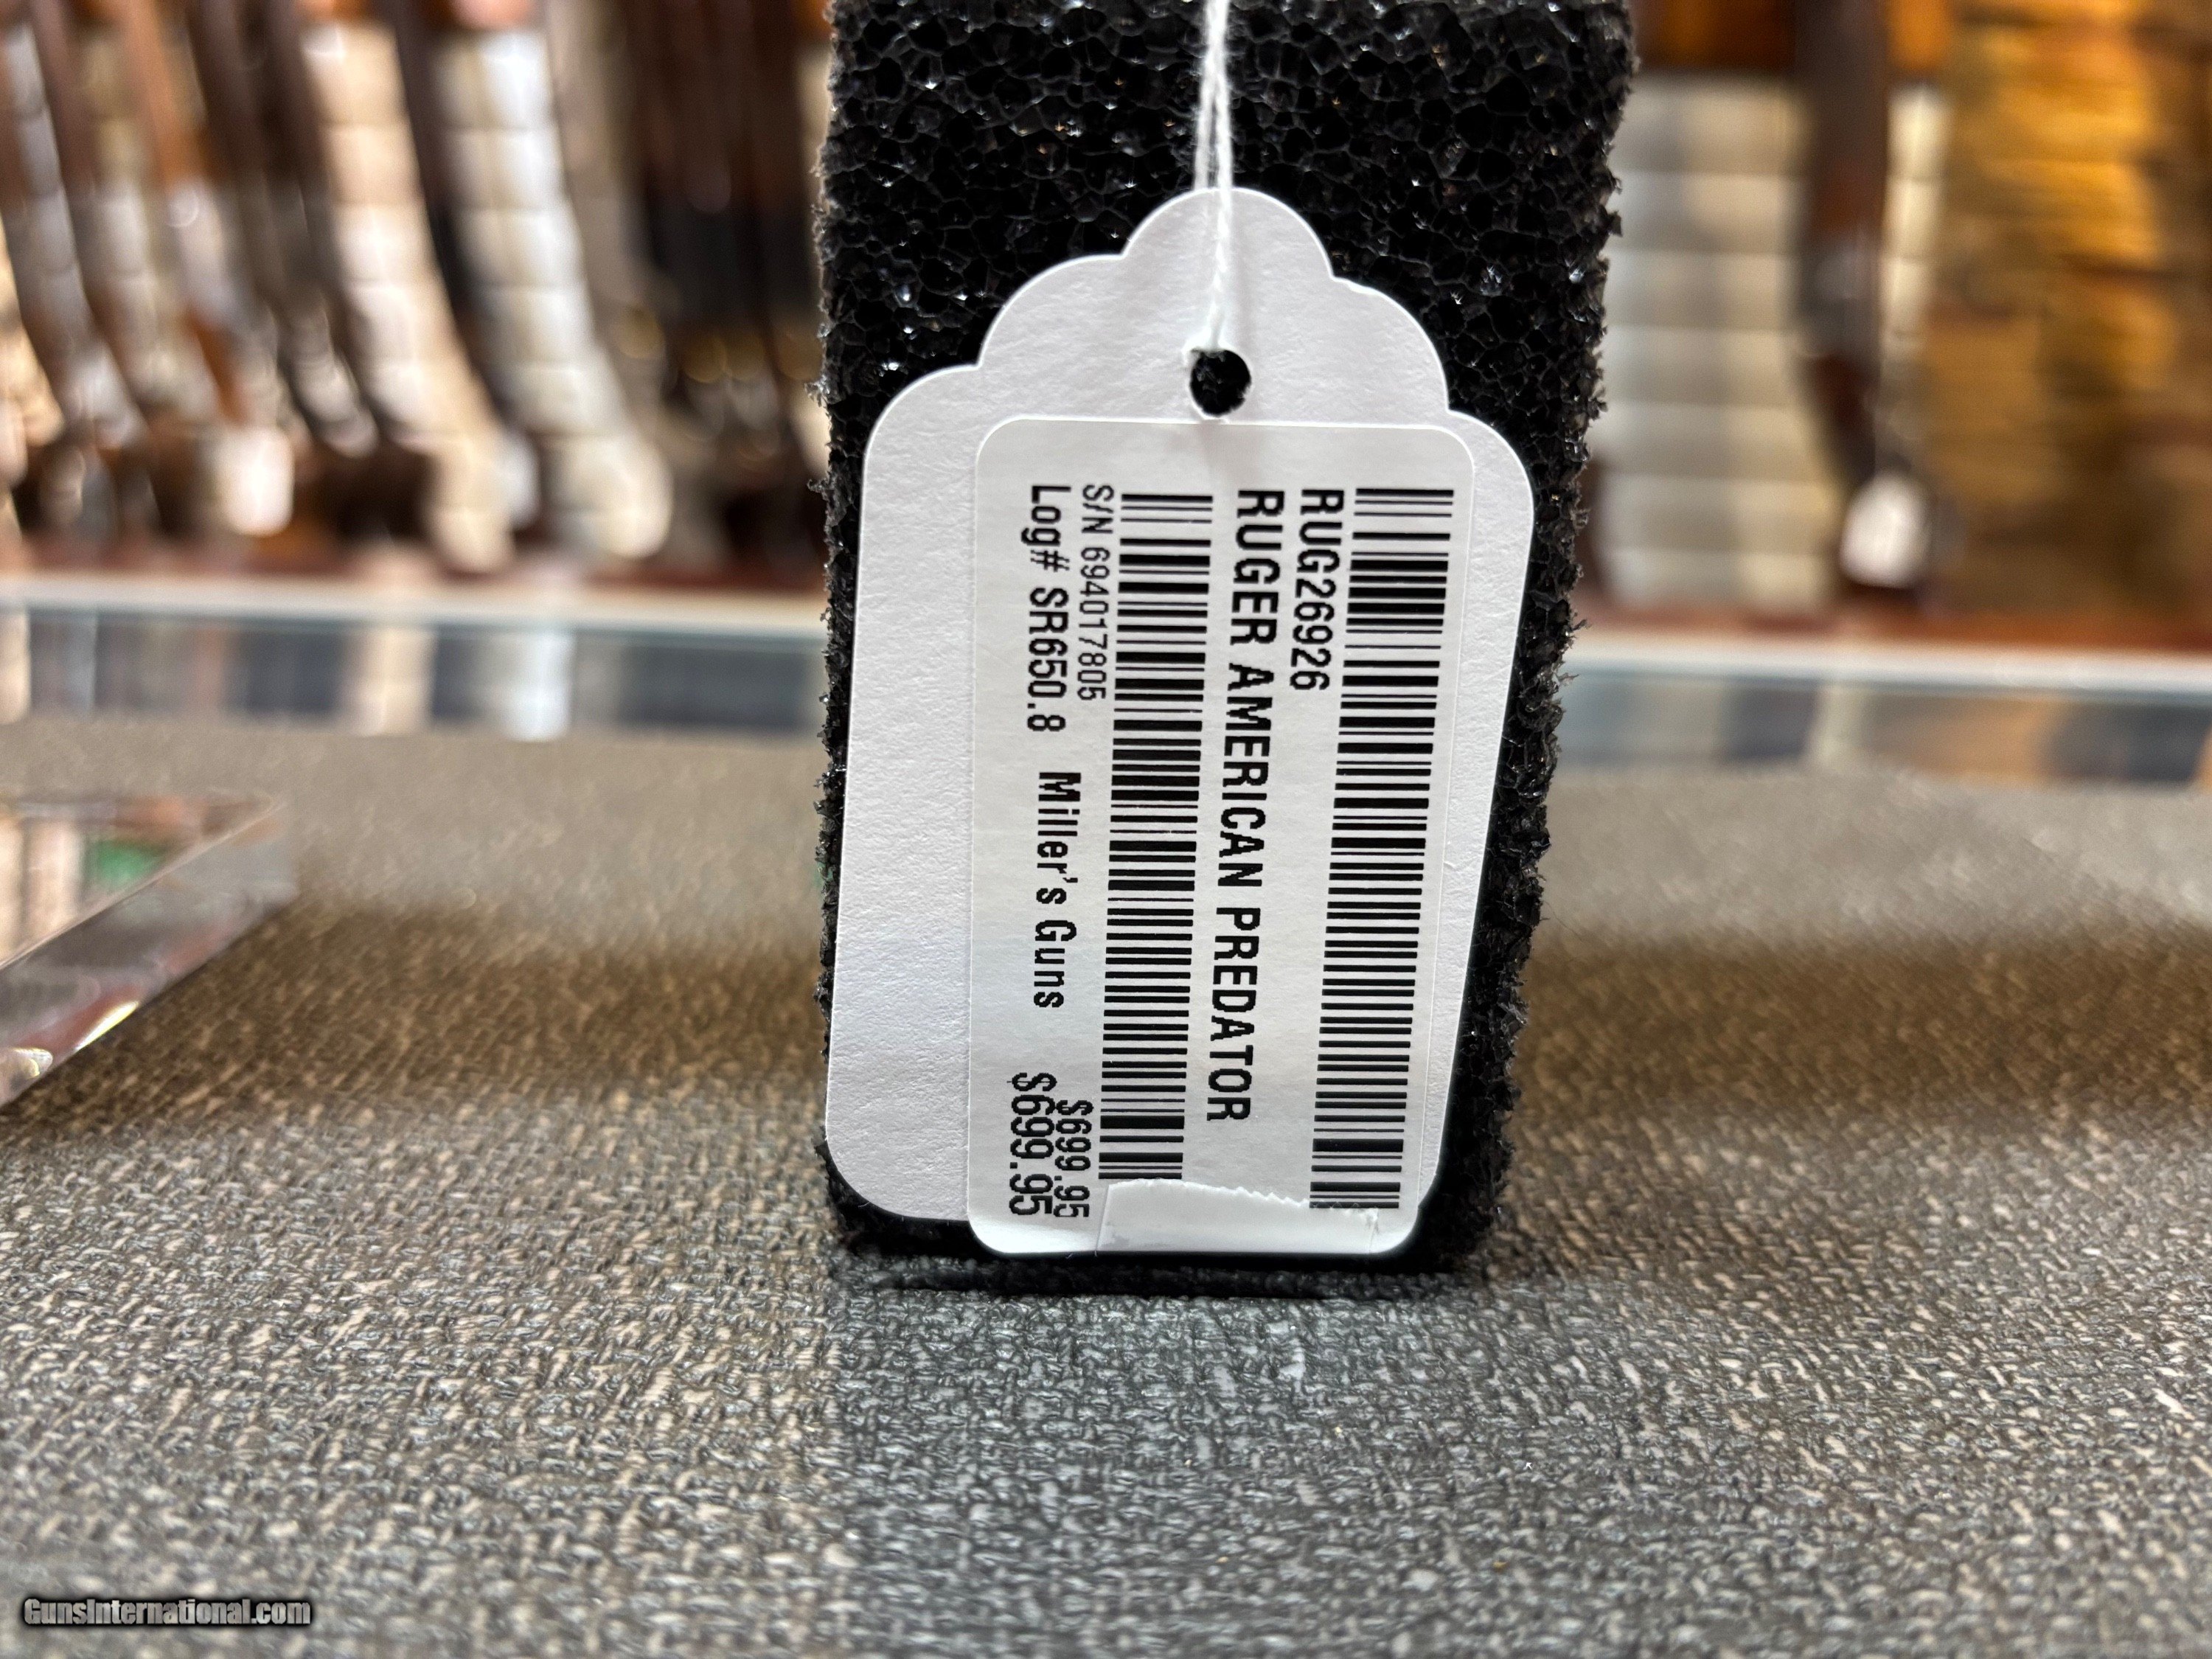 RUG26926
RUGER AMERICAN PREDATOR
S/N 694017805 $699.95
Log# SR650.8 Miller's Guns $699.95
GunsInternational.com